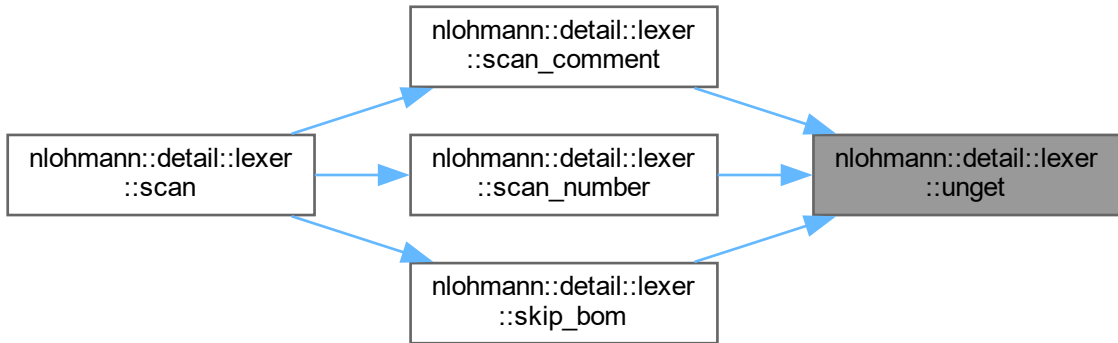 nlohmann::detail::lexer
::scan_comment
nlohmann::detail::lexer
::scan
nlohmann::detail::lexer
::scan_number
nlohmann::detail::lexer
::unget
nlohmann::detail::lexer
::skip_bom